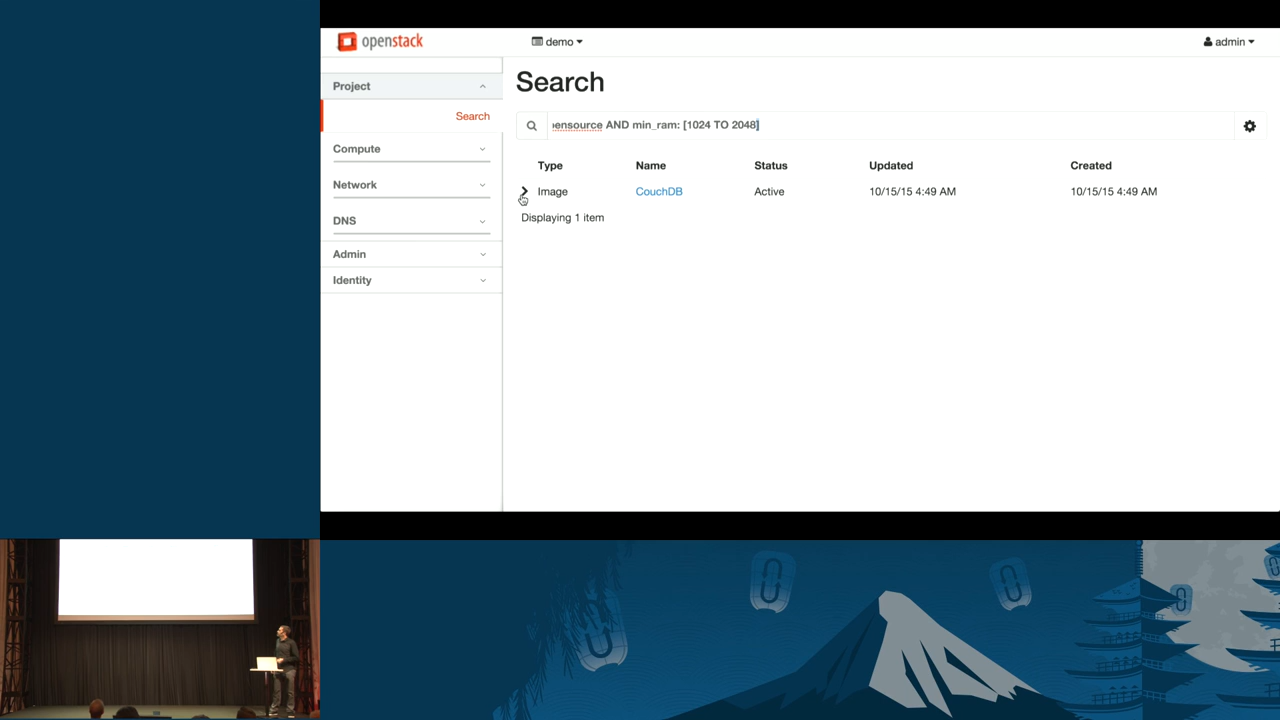 openstack
demo
admin
Project
Search
Compute
Network
DNS
Admin
Identity
Search
ensource AND min_ram: [1024 TO 2048]
Type Name Status Updated Created
Image CouchDB Active 10/15/15 4:49 AM 10/15/15 4:49 AM
Displaying 1 item